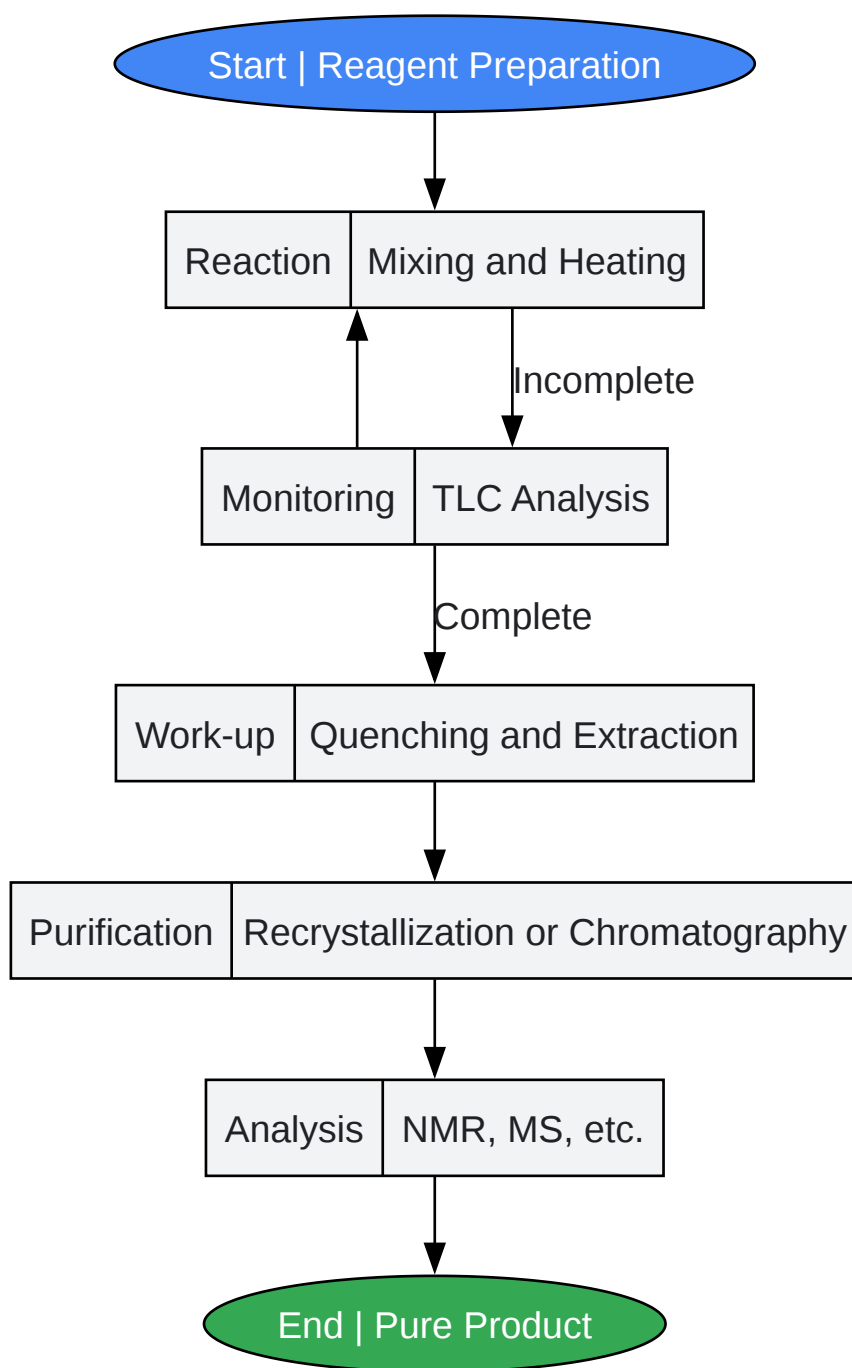 Start | Reagent Preparation
Reaction
Mixing and Heating
Incomplete
Monitoring
TLC Analysis
Complete
Work-up
Quenching and Extraction
Purification
Recrystallization or Chromatography
Analysis
NMR, MS, etc.
End | Pure Product